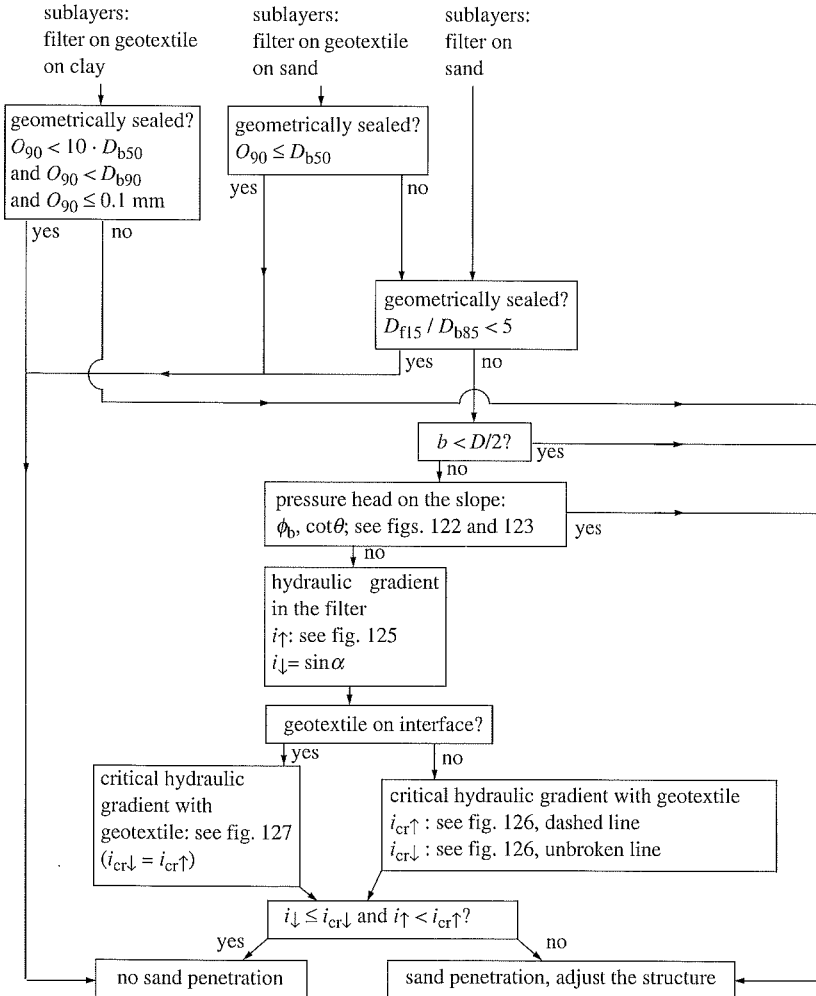 sublayers:
filter on geotextile
on clay
sublayers:
filter on geotextile
on sand
sublayers:
filter on
sand
geometrically sealed?
O90 < 10 · Db50
and O90 < Db90
and O90 ≤ 0.1 mm
yes
no
geometrically sealed?
O90 ≤ Db50
yes
no
geometrically sealed?
Df15 / Db85 < 5
yes
no
b < D/2?
yes
no
pressure head on the slope:
ϕb, cotθ; see figs. 122 and 123
yes
no
hydraulic gradient
in the filter
i↑: see fig. 125
i↓= sinα
geotextile on interface?
yes
no
critical hydraulic
gradient with
geotextile: see fig. 127
(icr↓ = icr↑)
critical hydraulic gradient with geotextile
icr↑ : see fig. 126, dashed line
icr↓ : see fig. 126, unbroken line
i↓ ≤ icr↓ and i↑ < icr↑?
yes
no
no sand penetration
sand penetration, adjust the structure